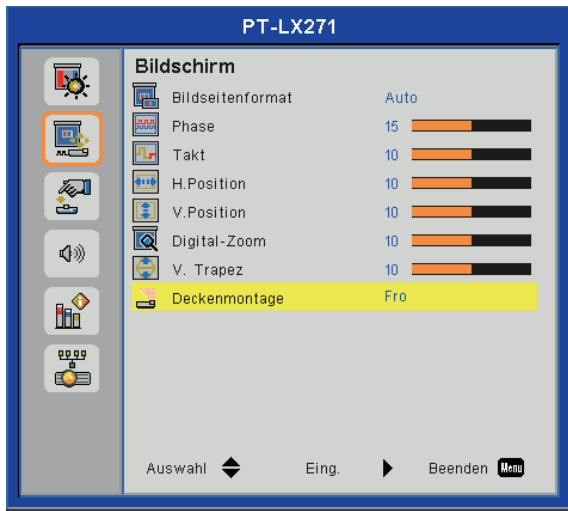 PT-LX271
Bildschirm
Bildseitenformat Auto
Phase 15
Takt 10
H.Position 10
V.Position 10
Digital-Zoom 10
V. Trapez 10
Deckenmontage Fro
Auswahl Eing. Beenden Menu